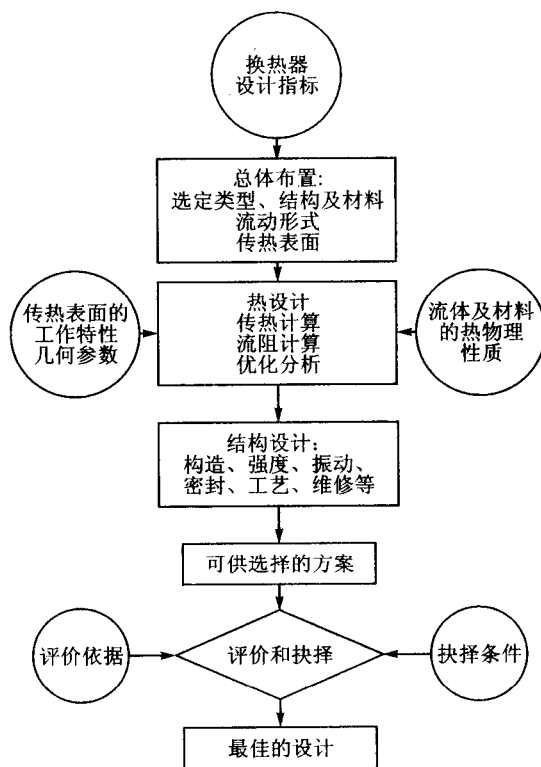 换热器
设计指标
总体布置:
选定类型、结构及材料
流动形式
传热表面
传热表面的
工作特性
几何参数
热设计
传热计算
流阻计算
优化分析
流体及材料
的热物理
性质
结构设计:
构造、强度、振动、
密封、工艺、维修等
可供选择的方案
评价依据
评价和抉择
抉择条件
最佳的设计